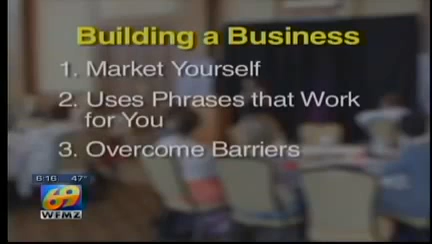 Building a Business
1. Market Yourself
2. Uses Phrases that Work
for You
3. Overcome Barriers
6:16 47°
69
WFMZ